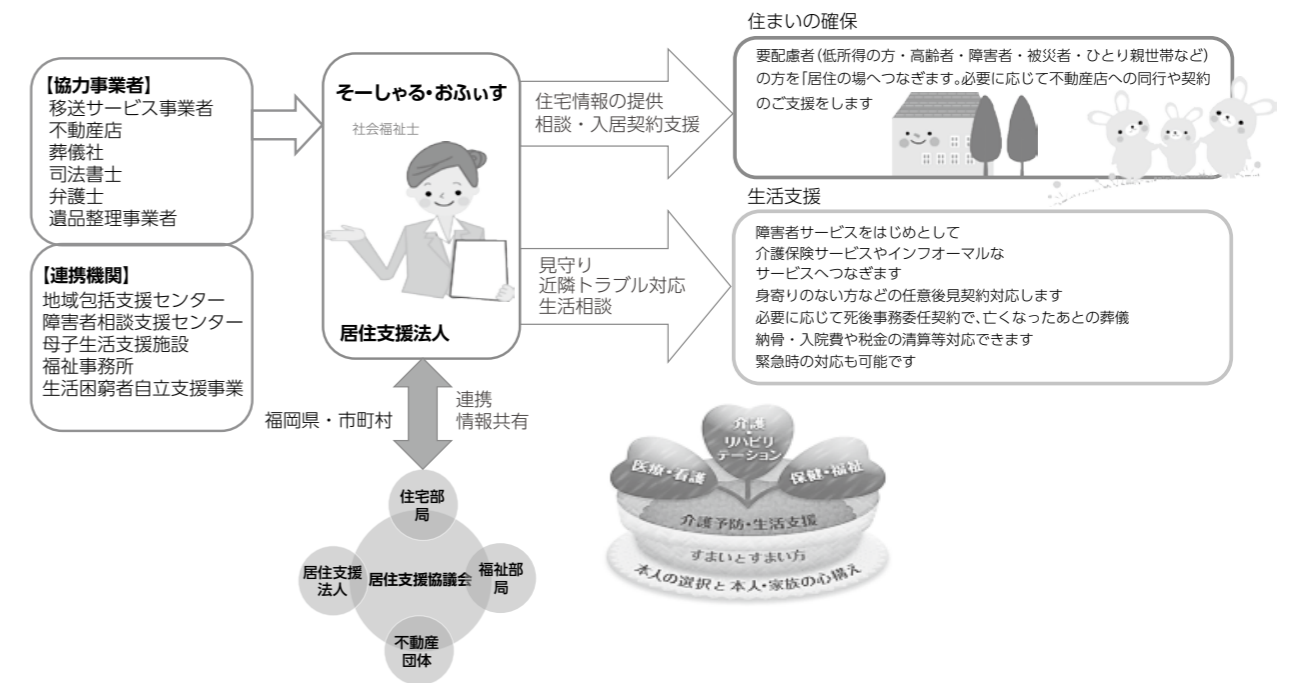 【協力事業者】
移送サービス事業者
不動産店
葬儀社
司法書士
弁護士
遺品整理事業者
【連携機関】
地域包括支援センター
障害者相談支援センター
母子生活支援施設
福祉事務所
生活困窮者自立支援事業
そーしゃる・おふぃす
社会福祉士
居住支援法人
住宅情報の提供
相談・入居契約支援
見守り
近隣トラブル対応
生活相談
住まいの確保
要配慮者(低所得の方・高齢者・障害者・被災者・ひとり親世帯など)
の方を「居住の場へつなぎます。必要に応じて不動産店への同行や契約
のご支援をします
生活支援
障害者サービスをはじめとして
介護保険サービスやインフォーマルな
サービスへつなぎます
身寄りのない方などの任意後見契約対応します
必要に応じて死後事務委任契約で、亡くなったあとの葬儀
納骨・入院費や税金の清算等対応できます
緊急時の対応も可能です
福岡県・市町村
連携
情報共有
住宅部
局
居住支援
法人
居住支援協議会
福祉部
局
不動産
団体
介護
リハビリ
テーション
医療・看護
保健・福祉
介護予防・生活支援
すまいとすまい方
本人の選択と本人・家族の心構え